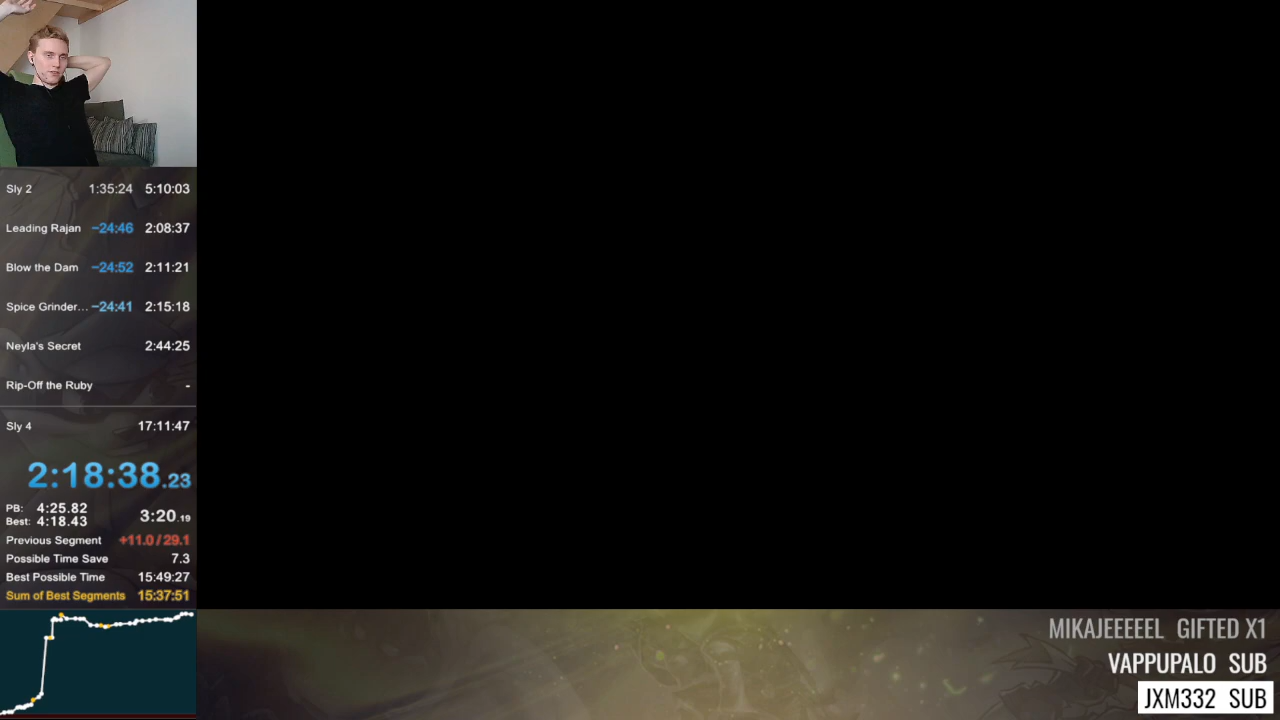 Sly 2 1:35:24 5:10:03
Leading Rajan −24:46 2:08:37
Blow the Dam −24:52 2:11:21
Spice Grinder... −24:41 2:15:18
Neyla's Secret 2:44:25
Rip-Off the Ruby -
Sly 4 17:11:47
2:18:38.23
PB: 4:25.82
Best: 4:18.43
3:20.19
Previous Segment +11.0 / 29.1
Possible Time Save 7.3
Best Possible Time 15:49:27
Sum of Best Segments 15:37:51
MIKAJEEEEEL GIFTED X1
VAPPUPALO SUB
JXM332 SUB